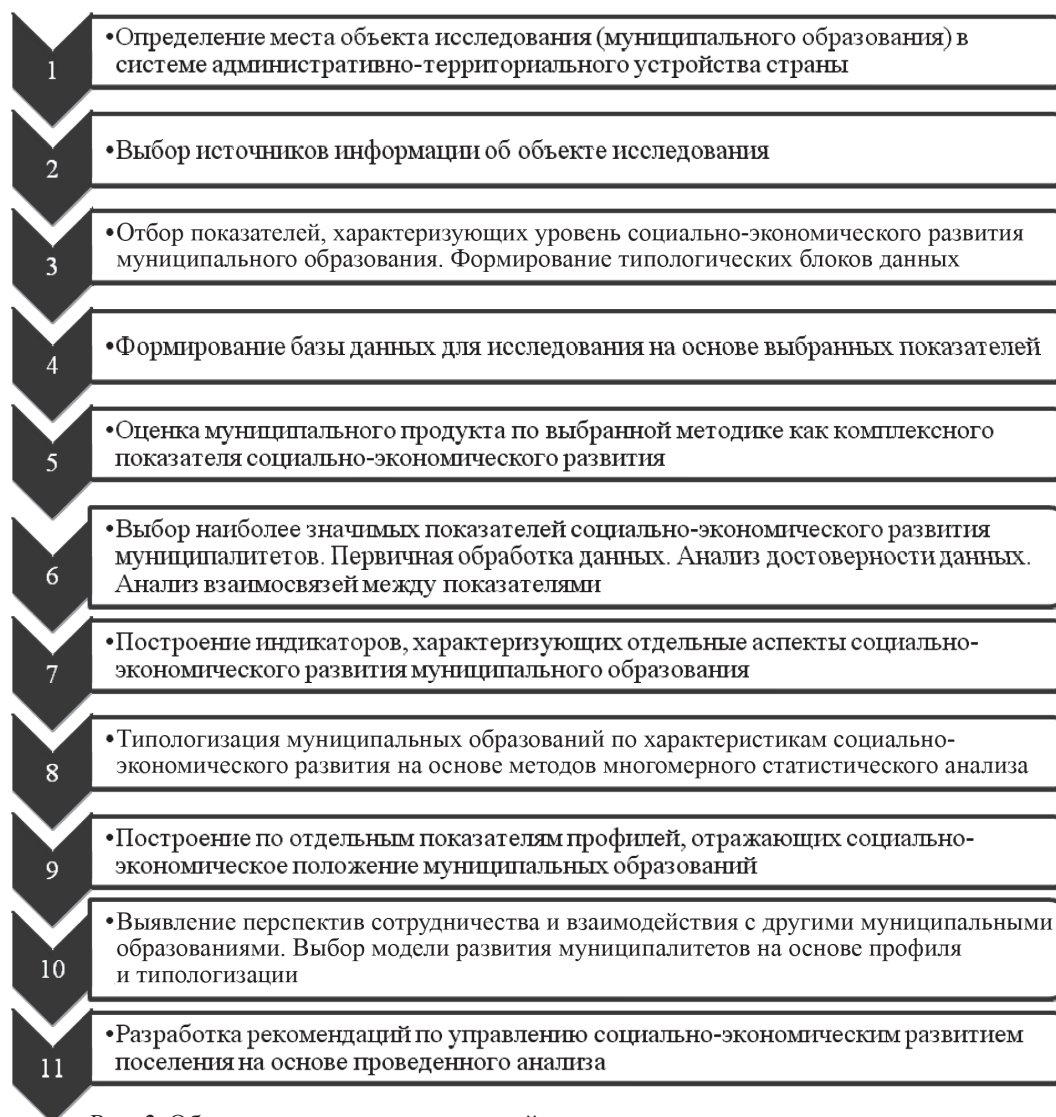 1
•Определение места объекта исследования (муниципального образования) в
системе административно-территориального устройства страны
2
•Выбор источников информации об объекте исследования
3
•Отбор показателей, характеризующих уровень социально-экономического развития
муниципального образования. Формирование типологических блоков данных
4
•Формирование базы данных для исследования на основе выбранных показателей
5
•Оценка муниципального продукта по выбранной методике как комплексного
показателя социально-экономического развития
6
•Выбор наиболее значимых показателей социально-экономического развития
муниципалитетов. Первичная обработка данных. Анализ достоверности данных.
Анализ взаимосвязей между показателями
7
•Построение индикаторов, характеризующих отдельные аспекты социально-
экономического развития муниципального образования
8
•Типологизация муниципальных образований по характеристикам социально-
экономического развития на основе методов многомерного статистического анализа
9
•Построение по отдельным показателям профилей, отражающих социально-
экономическое положение муниципальных образований
10
•Выявление перспектив сотрудничества и взаимодействия с другими муниципальными
образованиями. Выбор модели развития муниципалитетов на основе профиля
и типологизации
11
•Разработка рекомендаций по управлению социально-экономическим развитием
поселения на основе проведенного анализа